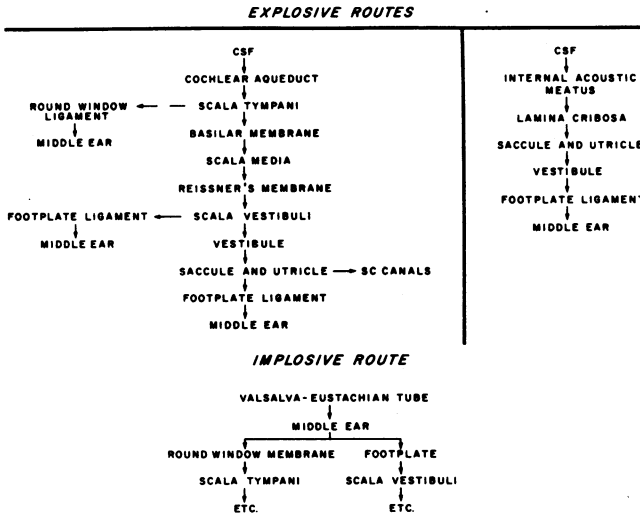 EXPLOSIVE ROUTES
CSF
COCHLEAR AQUEDUCT
ROUND WINDOW LIGAMENT
SCALA TYMPANI
MIDDLE EAR
BASILAR MEMBRANE
SCALA MEDIA
REISSNER'S MEMBRANE
FOOTPLATE LIGAMENT
SCALA VESTIBULI
MIDDLE EAR
VESTIBULE
SACCULE AND UTRICLE
SC CANALS
FOOTPLATE LIGAMENT
MIDDLE EAR
CSF
INTERNAL ACOUSTIC
MEATUS
LAMINA CRIBOSA
SACCULE AND UTRICLE
VESTIBULE
FOOTPLATE LIGAMENT
MIDDLE EAR
IMPLOSIVE ROUTE
VALSALVA-EUSTACHIAN TUBE
MIDDLE EAR
ROUND WINDOW MEMBRANE
FOOTPLATE
SCALA TYMPANI
SCALA VESTIBULI
ETC.
ETC.